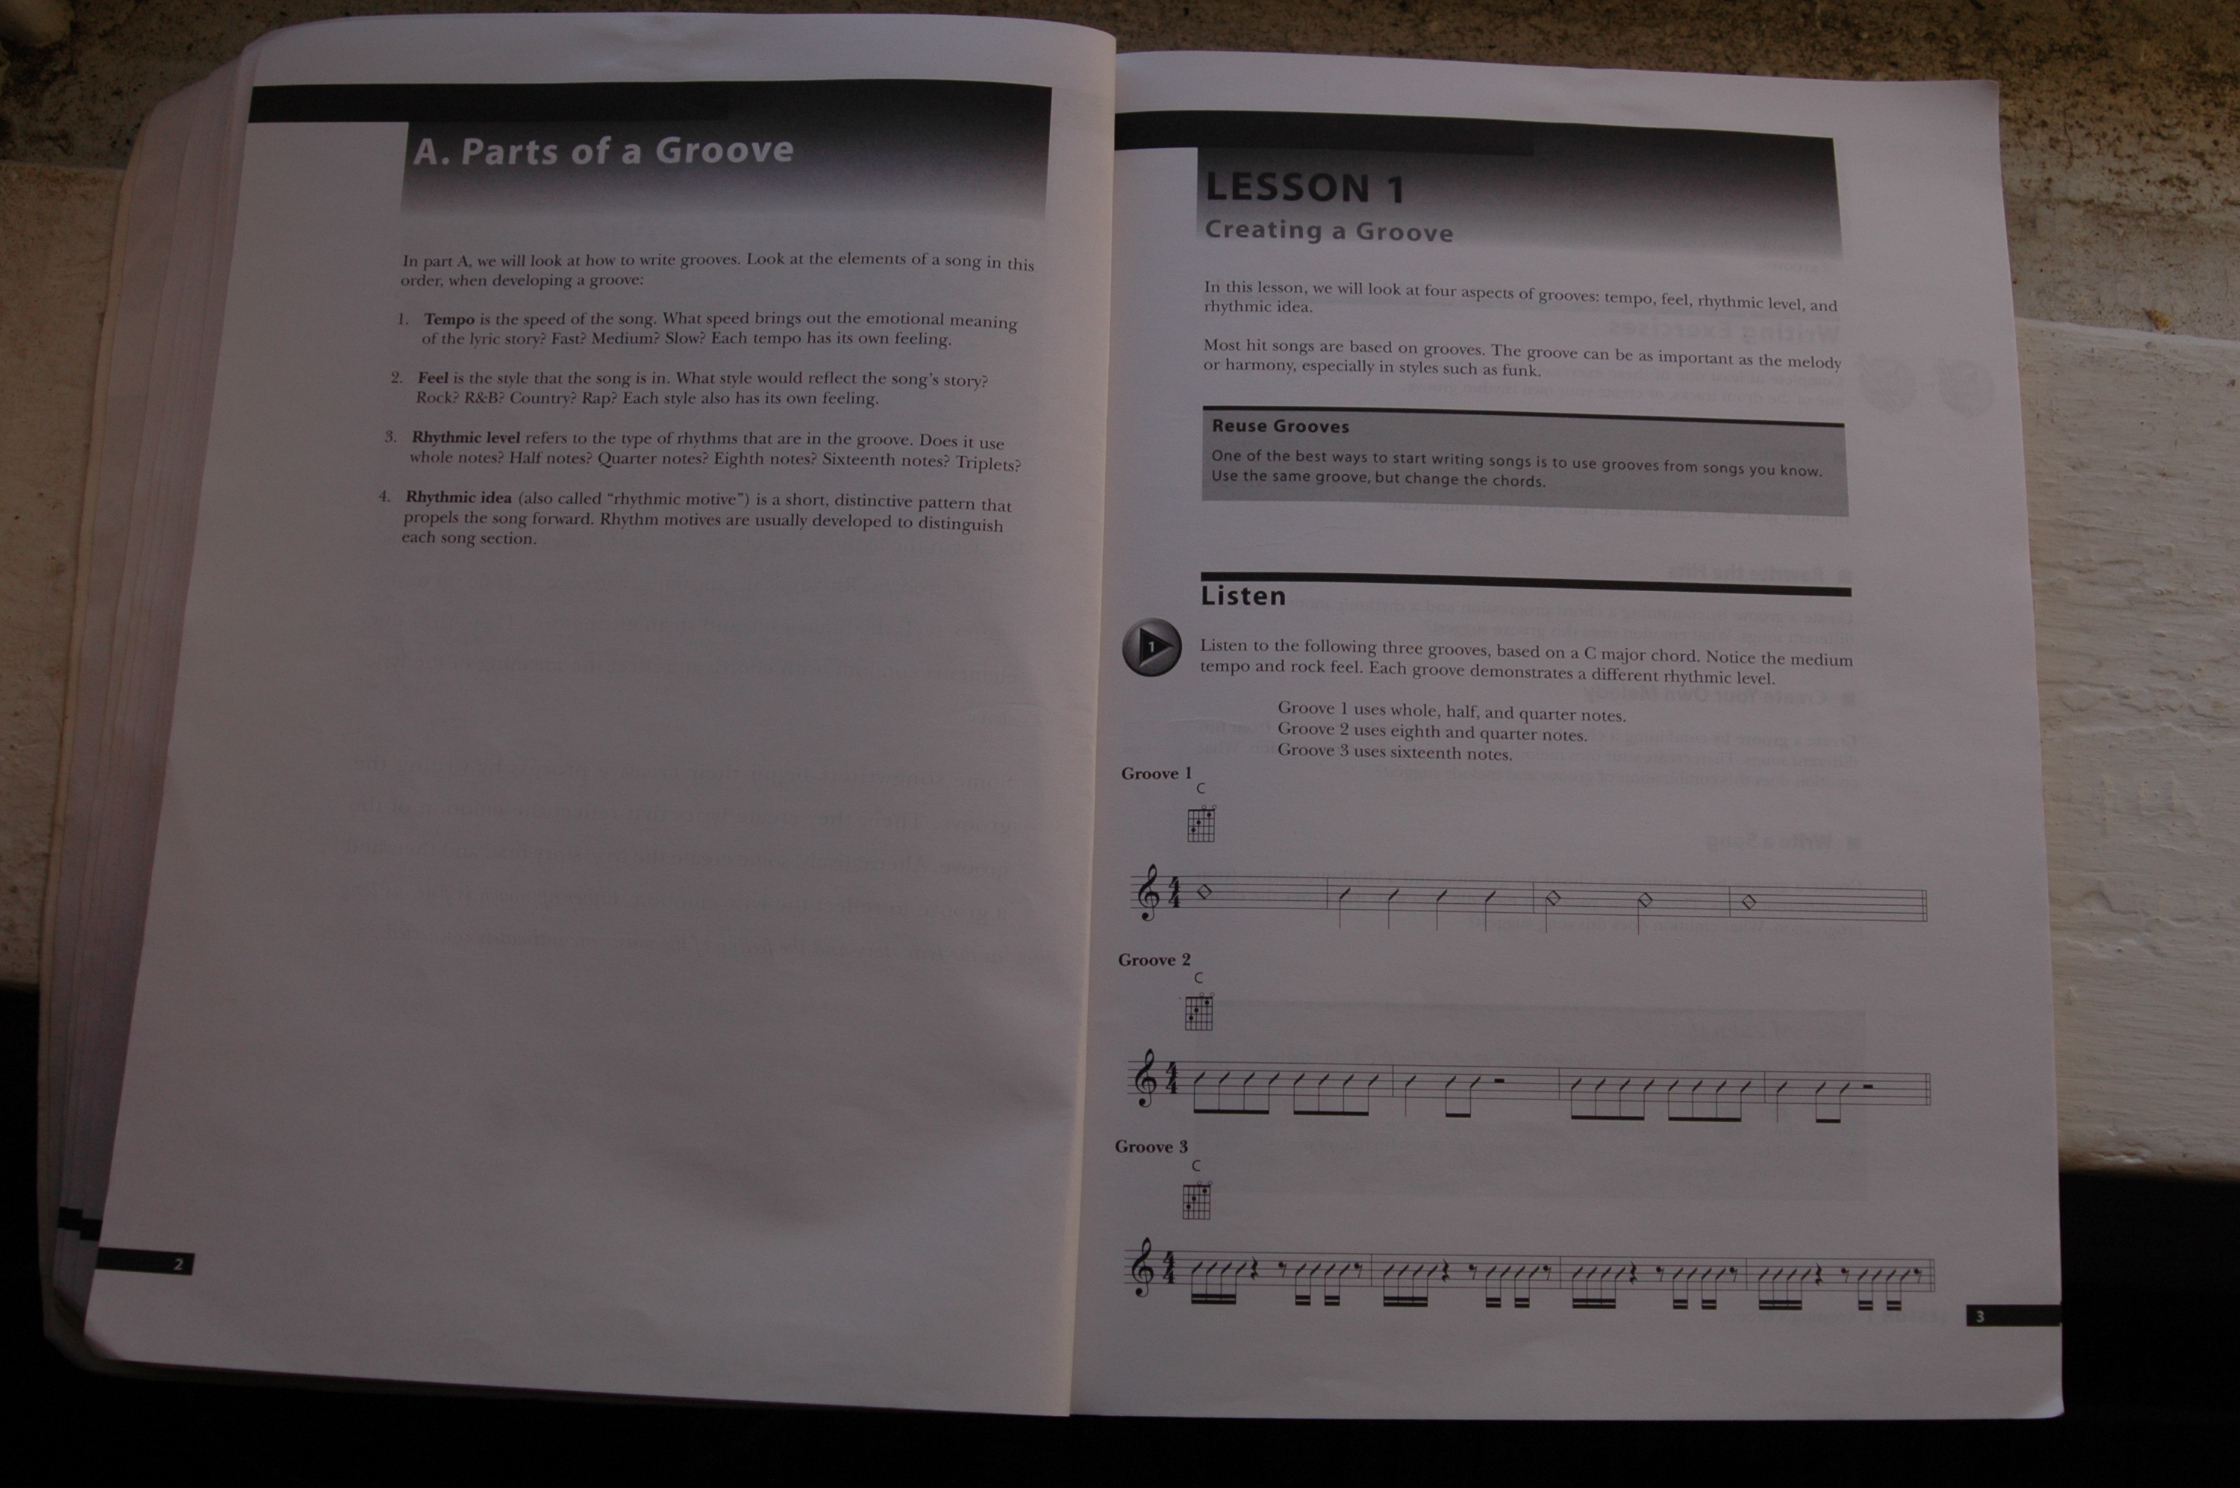 A. Parts of a Groove
In part A, we will look at how to write grooves. Look at the elements of a song in this
order, when developing a groove:
1. Tempo is the speed of the song. What speed brings out the emotional meaning
of the lyric story? Fast? Medium? Slow? Each tempo has its own feeling.
2. Feel is the style that the song is in. What style would reflect the song's story?
Rock? R&B? Country? Rap? Each style also has its own feeling.
3. Rhythmic level refers to the type of rhythms that are in the groove. Does it use
whole notes? Half notes? Quarter notes? Eighth notes? Sixteenth notes? Triplets?
4. Rhythmic idea (also called “rhythmic motive”) is a short, distinctive pattern that
propels the song forward. Rhythm motives are usually developed to distinguish
each song section.
2
LESSON 1
Creating a Groove
In this lesson, we will look at four aspects of grooves: tempo, feel, rhythmic level, and
rhythmic idea.
Most hit songs are based on grooves. The groove can be as important as the melody
or harmony, especially in styles such as funk.
Reuse Grooves
One of the best ways to start writing songs is to use grooves from songs you know.
Use the same groove, but change the chords.
Listen
1
Listen to the following three grooves, based on a C major chord. Notice the medium
tempo and rock feel. Each groove demonstrates a different rhythmic level.
Groove 1 uses whole, half, and quarter notes.
Groove 2 uses eighth and quarter notes.
Groove 3 uses sixteenth notes.
Groove 1
C
4
4
Groove 2
C
4
4
Groove 3
C
4
4
3